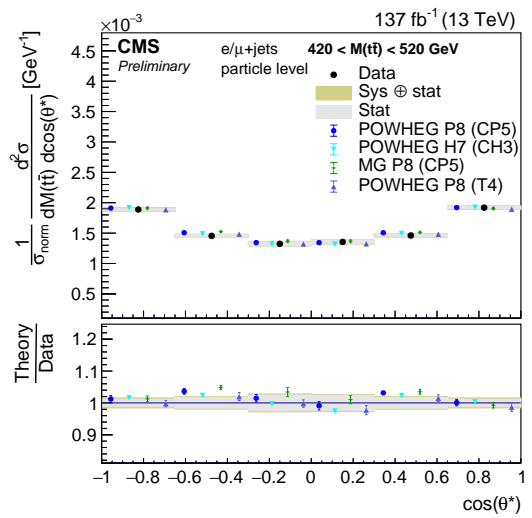 137 fb⁻¹ (13 TeV)
×10⁻³
CMS
Preliminary
e/μ+jets
particle level
420 < M(tt̄) < 520 GeV
Data
Sys ⊕ stat
Stat
POWHEG P8 (CP5)
POWHEG H7 (CH3)
MG P8 (CP5)
POWHEG P8 (T4)
1/σnorm d²σ/dM(tt̄) dcos(θ*) [GeV⁻¹]
4.5
4
3.5
3
2.5
2
1.5
1
Theory
Data
1.2
1.1
1
0.9
−1 −0.8 −0.6 −0.4 −0.2 0 0.2 0.4 0.6 0.8 1
cos(θ*)